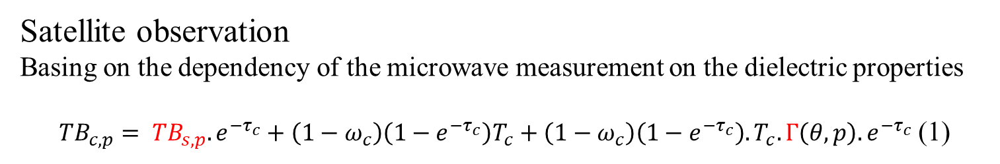 Satellite observation
Basing on the dependency of the microwave measurement on the dielectric properties
TB_{c,p} = TB_{s,p}.e^{−τ_c} + (1 − ω_c)(1 − e^{−τ_c})T_c + (1 − ω_c)(1 − e^{−τ_c}).T_c.Γ(θ,p).e^{−τ_c} (1)